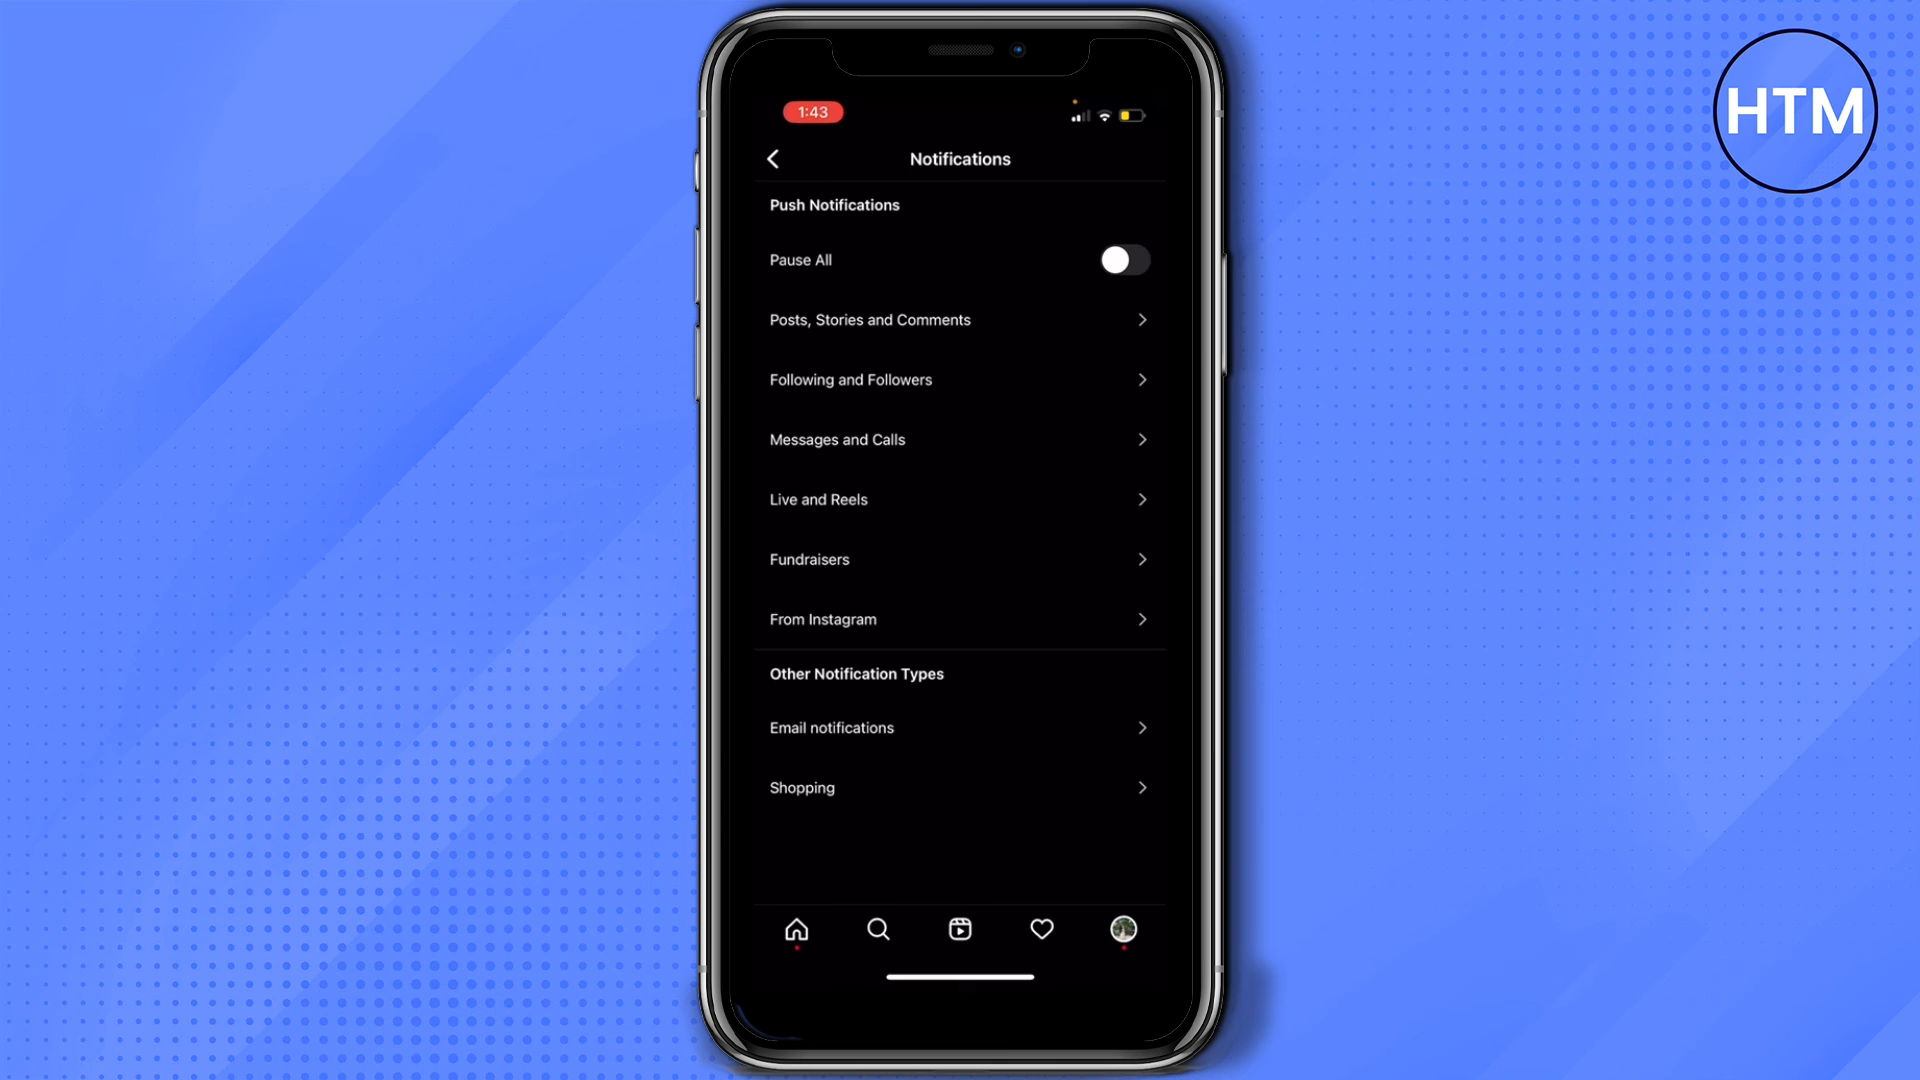 HTM
1:43
Notifications
Push Notifications
Pause All
Posts, Stories and Comments
Following and Followers
Messages and Calls
Live and Reels
Fundraisers
From Instagram
Other Notification Types
Email notifications
Shopping